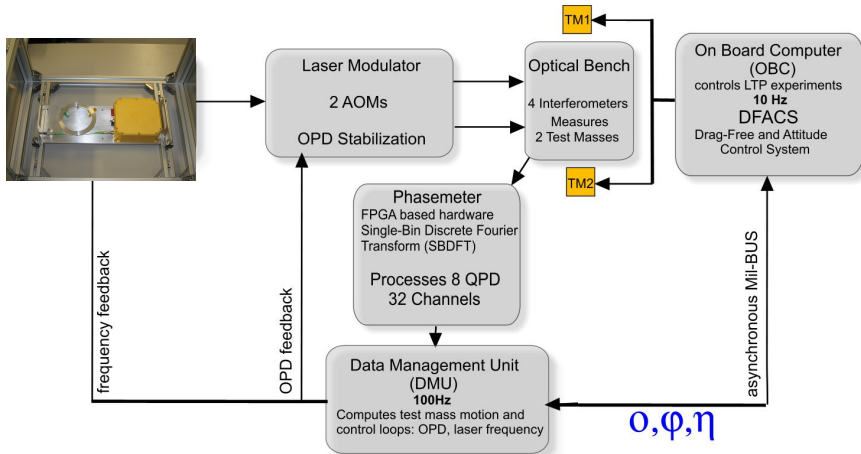 TM1
Laser Modulator
2 AOMs
OPD Stabilization
Optical Bench
4 Interferometers
Measures
2 Test Masses
On Board Computer
(OBC)
controls LTP experiments
10 Hz
DFACS
Drag-Free and Attitude
Control System
TM2
Phasemeter
FPGA based hardware
Single-Bin Discrete Fourier
Transform (SBDFT)
Processes 8 QPD
32 Channels
frequency feedback
OPD feedback
asynchronous Mil-BUS
Data Management Unit
(DMU)
100Hz
Computes test mass motion and
control loops: OPD, laser frequency
o,φ,η